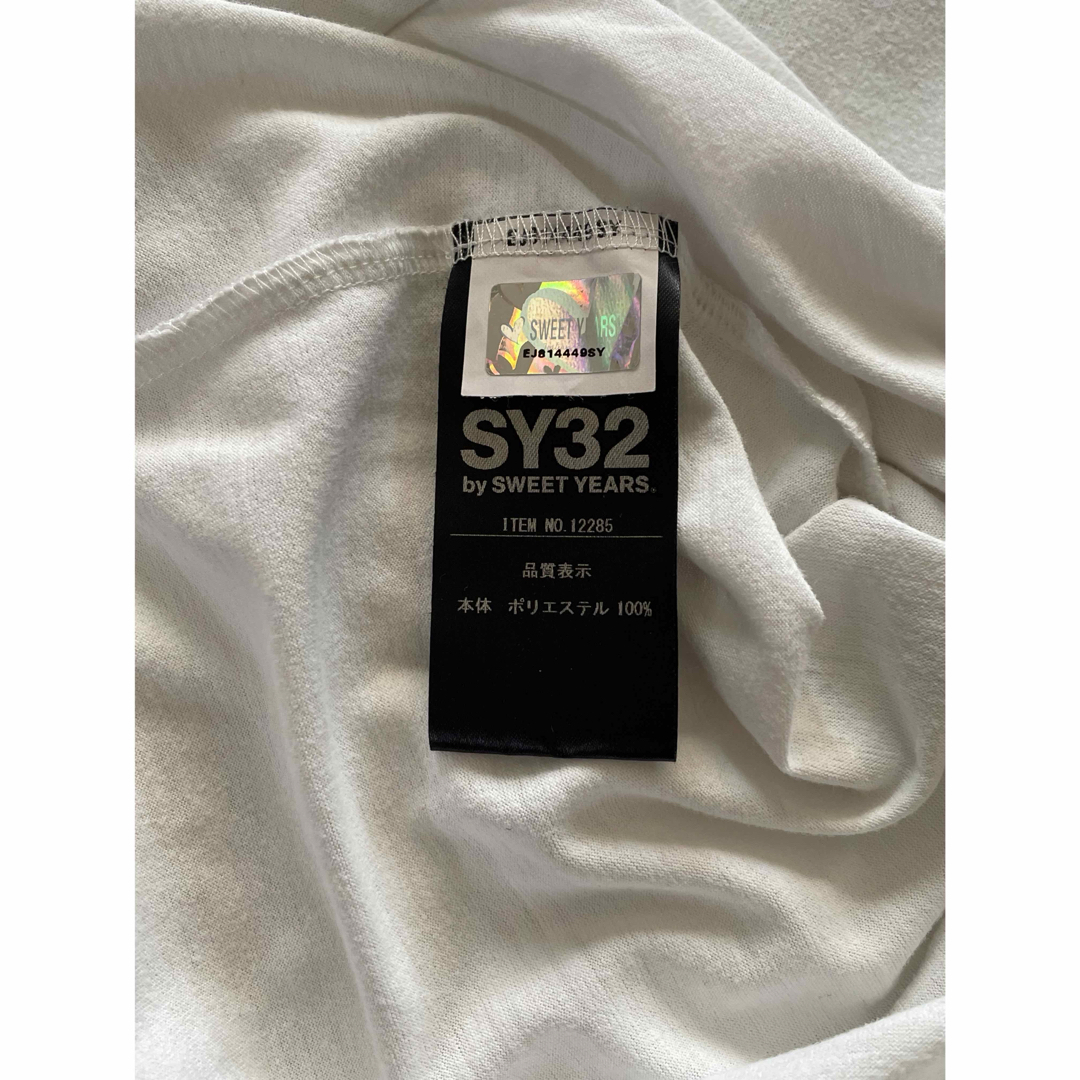 EJ814449SY
SWEET YEARS
EJ814449SY
SY32
by SWEET YEARS®
ITEM NO.12285
品質表示
本体 ポリエステル 100%